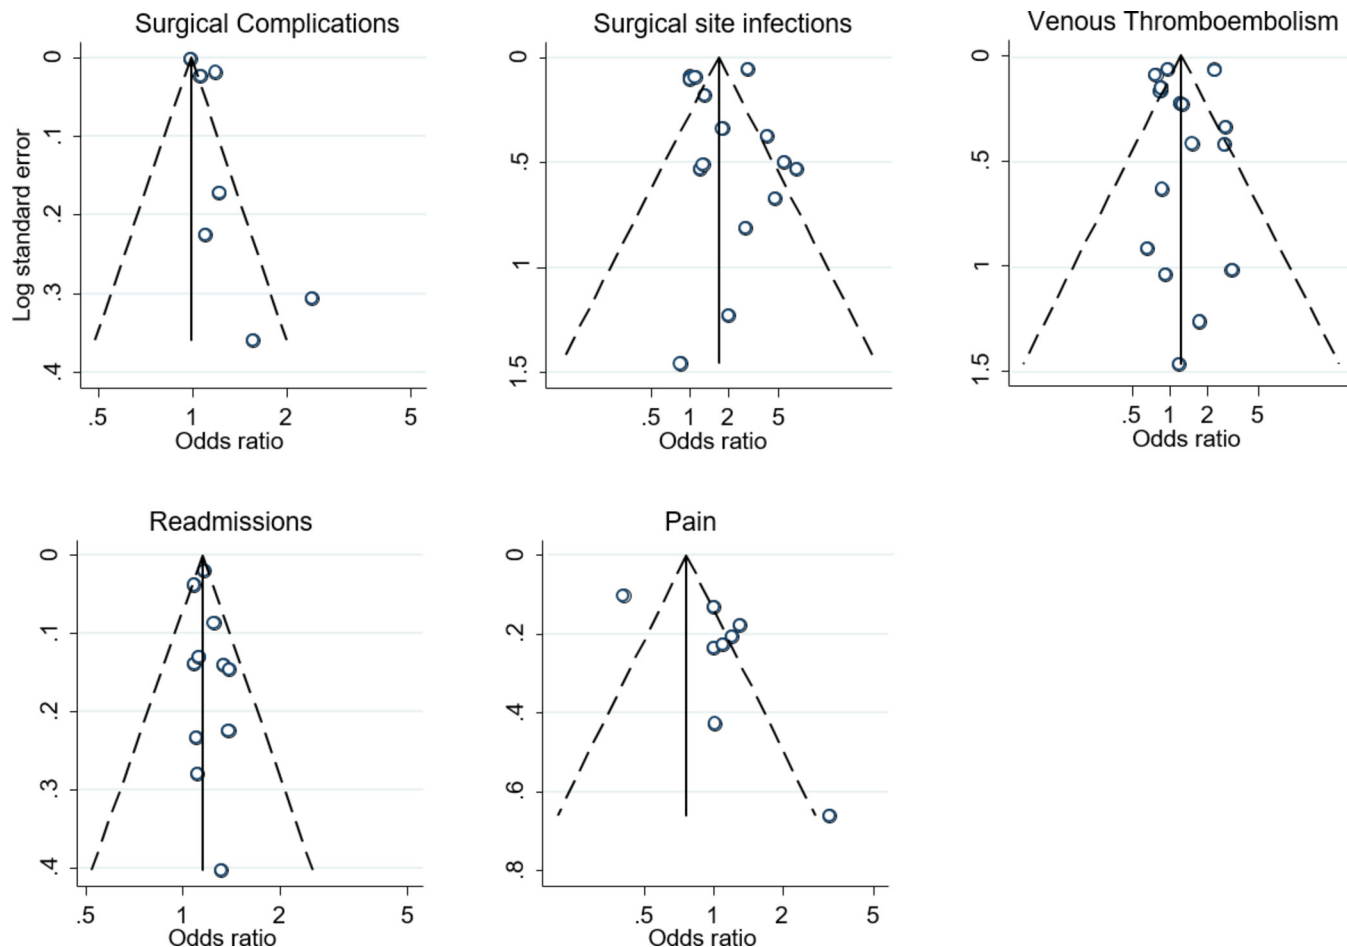 Surgical Complications
Log standard error
0
.1
.2
.3
.4
.5 1 2 5
Odds ratio
Surgical site infections
0
.5
1
1.5
.5 1 2 5
Odds ratio
Venous Thromboembolism
0
.5
1
1.5
.5 1 2 5
Odds ratio
Readmissions
0
.1
.2
.3
.4
.5 1 2 5
Odds ratio
Pain
0
.2
.4
.6
.8
.5 1 2 5
Odds ratio